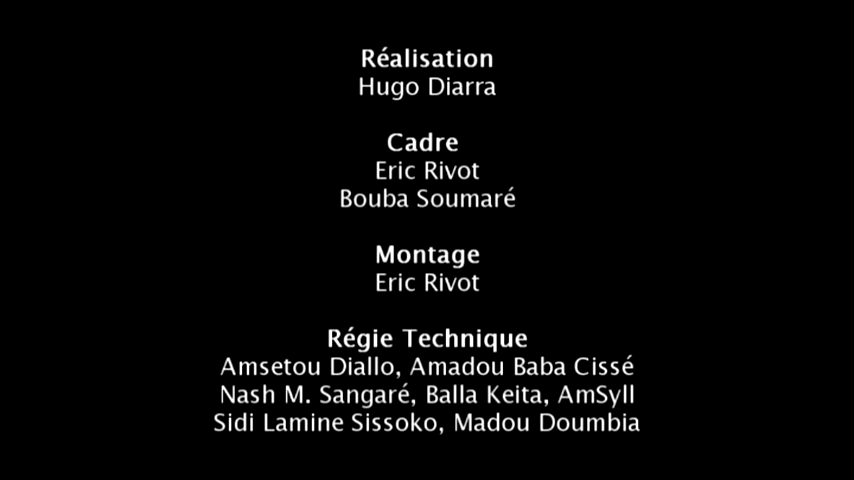 Réalisation
Hugo Diarra
Cadre
Eric Rivot
Bouba Soumaré
Montage
Eric Rivot
Régie Technique
Amsetou Diallo, Amadou Baba Cissé
Nash M. Sangaré, Balla Keita, AmSyll
Sidi Lamine Sissoko, Madou Doumbia